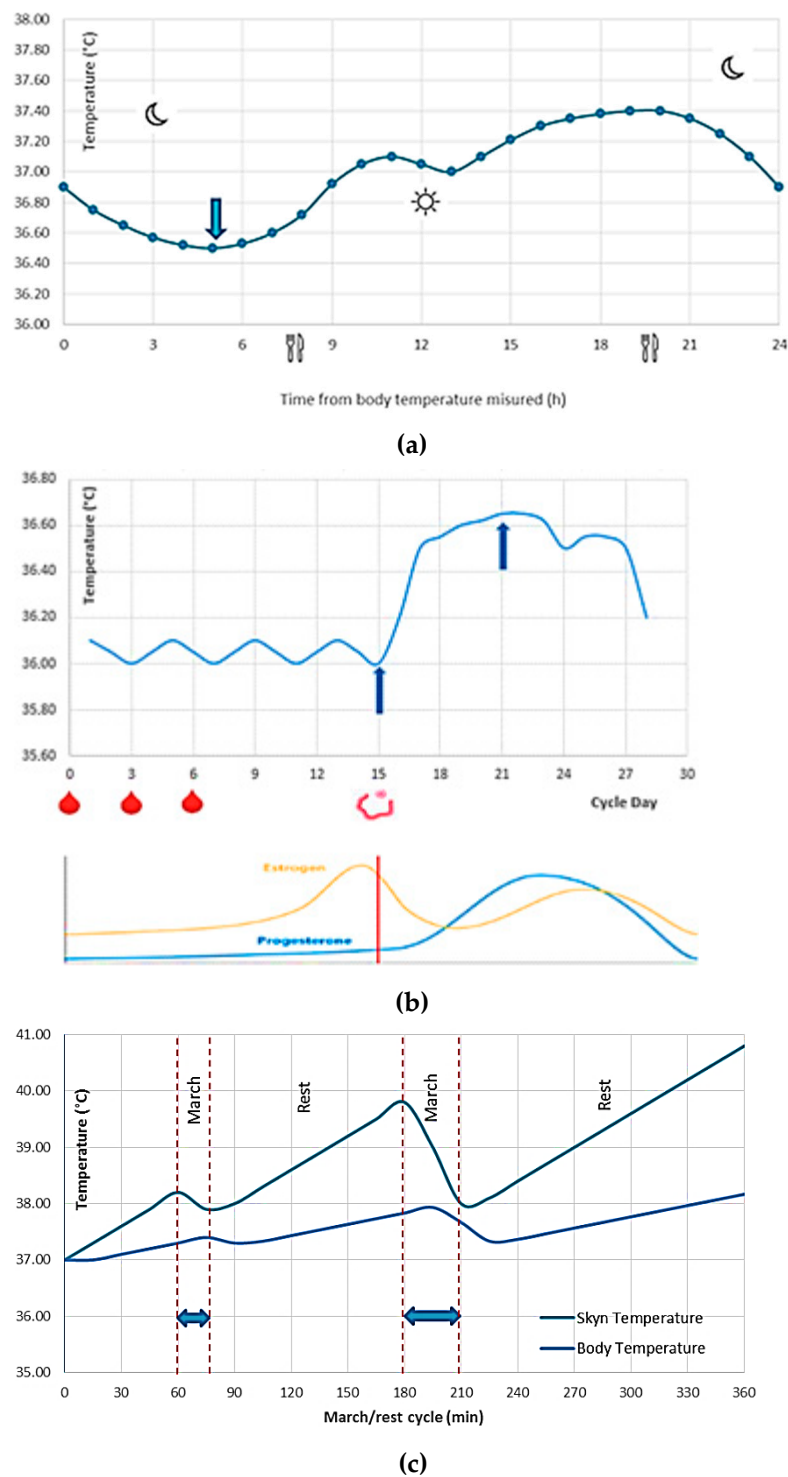 38.00
37.80
37.60
37.40
37.20
37.00
36.80
36.60
36.40
36.20
36.00
Temperature (°C)
0 3 6 9 12 15 18 21 24
Time from body temperature misured (h)
(a)
36.80
36.60
36.40
36.20
36.00
35.80
35.60
Temperature (°C)
0 3 6 9 12 15 18 21 24 27 30
Cycle Day
Estrogen
Progesterone
(b)
41.00
40.00
39.00
38.00
37.00
36.00
35.00
Temperature (°C)
March
Rest
March
Rest
Skyn Temperature
Body Temperature
0 30 60 90 120 150 180 210 240 270 300 330 360
March/rest cycle (min)
(c)